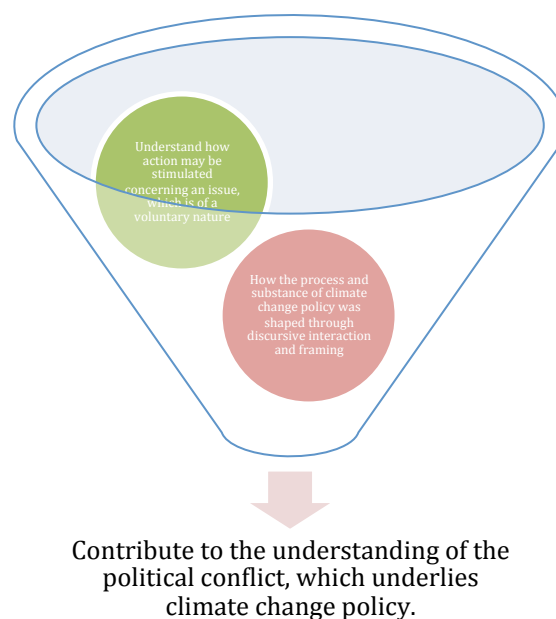 Understand how
action may be
stimulated
concerning an issue,
which is of a
voluntary nature
How the process and
substance of climate
change policy was
shaped through
discursive interaction
and framing
Contribute to the understanding of the
political conflict, which underlies
climate change policy.